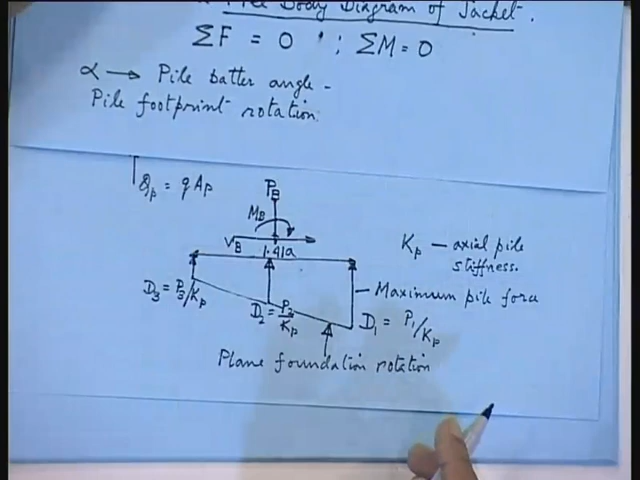 Free Body Diagram of Jacket.
ΣF = 0 ; ΣM = 0
α → Pile batter angle -
Pile footprint rotation
Qp = q Ap
PB
MB
VB
1.41a
Kp — axial pile
stiffness.
D3 = P3/Kp
Maximum pile force
D2 = P2/Kp
D1 = P1/Kp
Plane foundation rotation